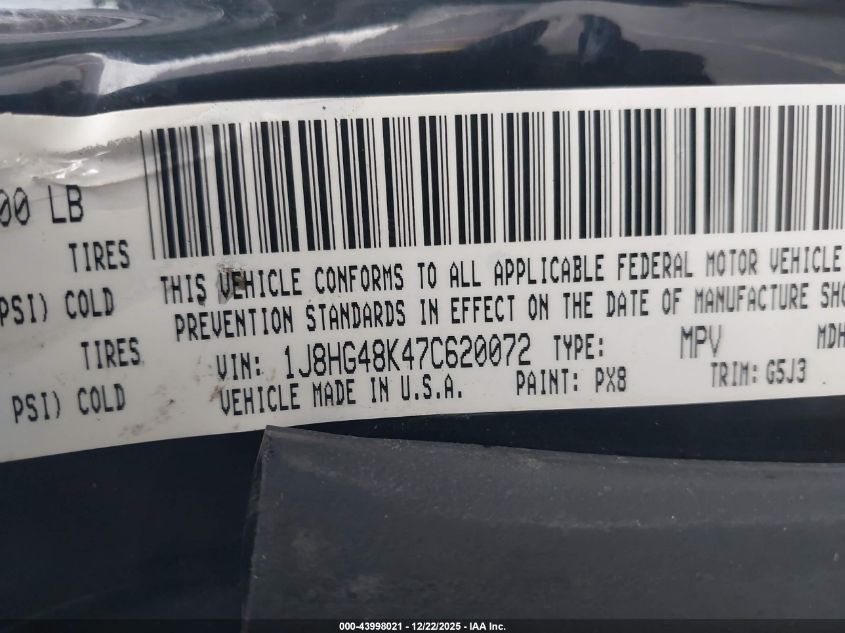 00 LB
TIRES
PSI) COLD
TIRES
PSI) COLD
THIS VEHICLE CONFORMS TO ALL APPLICABLE FEDERAL MOTOR VEHICLE
PREVENTION STANDARDS IN EFFECT ON THE DATE OF MANUFACTURE SHO
VIN: 1J8HG48K47C620072 TYPE: MPV MDH
VEHICLE MADE IN U.S.A. PAINT: PX8 TRIM: G5J3
000-43998021 - 12/22/2025 - IAA Inc.